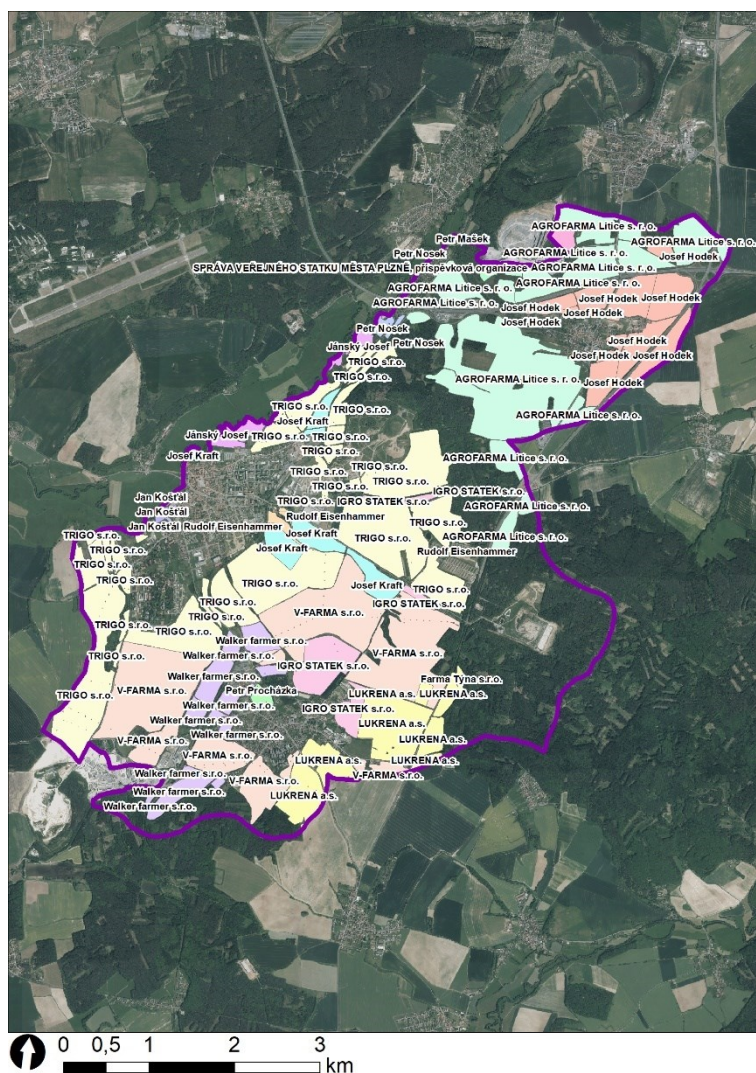 Petr Mašek
AGROFARMA Litice s. r. o.
Petr Nosek
AGROFARMA Litice s. r. o.
AGROFARMA Litice s. r. o.
Josef Hodek
SPRÁVA VEŘEJNÉHO STATKU MĚSTA PLZNĚ, příspěvková organizace
AGROFARMA Litice s. r. o.
AGROFARMA Litice s. r. o.
AGROFARMA Litice s. r. o.
Josef Hodek
Josef Hodek
Josef Hodek
Josef Hodek
Petr Nosek
Petr Nosek
Jánský Josef
Josef Hodek
Josef Hodek
Josef Hodek
TRIGO s.r.o.
TRIGO s.r.o.
AGROFARMA Litice s. r. o.
Josef Hodek
TRIGO s.r.o.
TRIGO s.r.o.
AGROFARMA Litice s. r. o.
Josef Kraft
Jánský Josef
TRIGO s.r.o.
TRIGO s.r.o.
TRIGO s.r.o.
Josef Kraft
AGROFARMA Litice s. r. o.
TRIGO s.r.o.
TRIGO s.r.o.
TRIGO s.r.o.
TRIGO s.r.o.
IGRO STATEK s.r.o.
Jan Košťál
TRIGO s.r.o.
IGRO STATEK s.r.o.
AGROFARMA Litice s. r. o.
Jan Košťál
Rudolf Eisenhammer
Jan Košťál
Rudolf Eisenhammer
TRIGO s.r.o.
TRIGO s.r.o.
Josef Kraft
TRIGO s.r.o.
AGROFARMA Litice s. r. o.
TRIGO s.r.o.
Josef Kraft
Rudolf Eisenhammer
TRIGO s.r.o.
TRIGO s.r.o.
TRIGO s.r.o.
Josef Kraft
TRIGO s.r.o.
TRIGO s.r.o.
V-FARMA s.r.o.
IGRO STATEK s.r.o.
TRIGO s.r.o.
TRIGO s.r.o.
TRIGO s.r.o.
Walker farmer s.r.o.
TRIGO s.r.o.
Walker farmer s.r.o.
V-FARMA s.r.o.
IGRO STATEK s.r.o.
Walker farmer s.r.o.
Farma Týna s.r.o.
TRIGO s.r.o.
V-FARMA s.r.o.
Petr Procházka
LUKRENA a.s.
LUKRENA a.s.
Walker farmer s.r.o.
IGRO STATEK s.r.o.
Walker farmer s.r.o.
LUKRENA a.s.
Walker farmer s.r.o.
V-FARMA s.r.o.
LUKRENA a.s.
V-FARMA s.r.o.
LUKRENA a.s.
LUKRENA a.s.
Walker farmer s.r.o.
V-FARMA s.r.o.
V-FARMA s.r.o.
Walker farmer s.r.o.
LUKRENA a.s.
Walker farmer s.r.o.
0 0,5 1 2 3
km